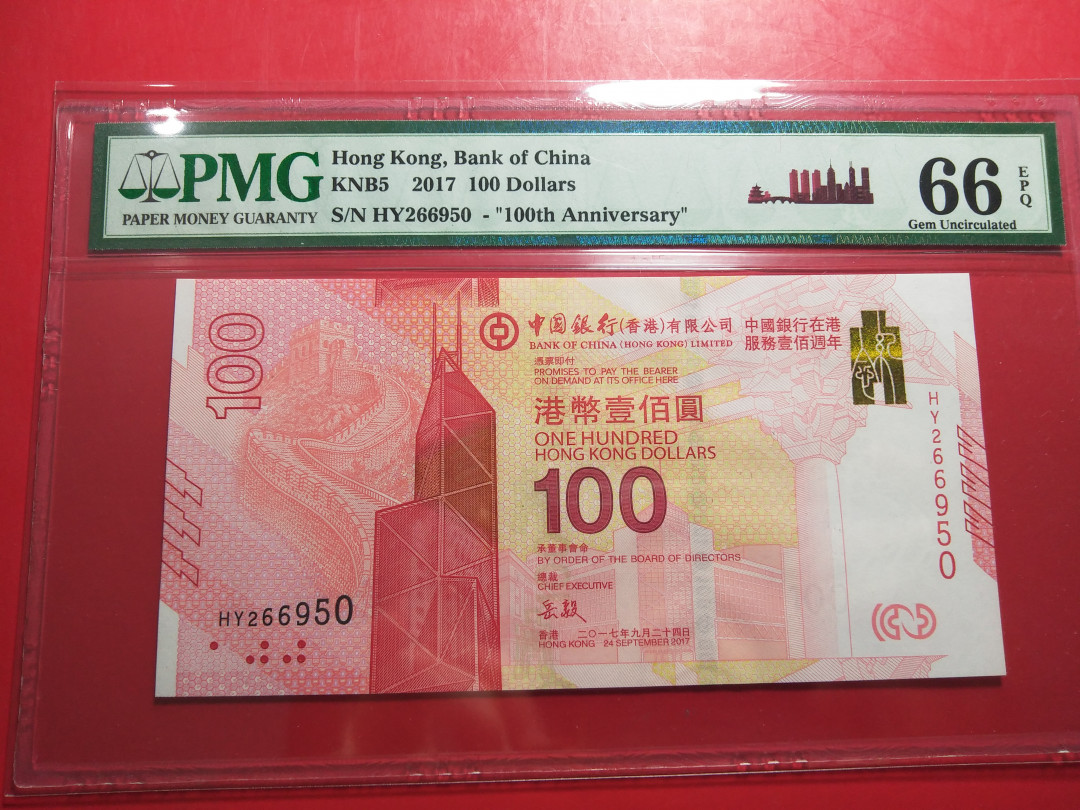 PMG
PAPER MONEY GUARANTY
Hong Kong, Bank of China
KNB5 2017 100 Dollars
S/N HY266950 - "100th Anniversary"
66
EPQ
Gem Uncirculated
100
中国銀行(香港)有限公司
BANK OF CHINA (HONG KONG) LIMITED
中國銀行在港
服務壹佰週年
憑票即付
PROMISES TO PAY THE BEARER
ON DEMAND AT ITS OFFICE HERE
港幣壹佰圓
ONE HUNDRED
HONG KONG DOLLARS
100
承董事會命
BY ORDER OF THE BOARD OF DIRECTORS
總裁
CHIEF EXECUTIVE
岳毅
香港 二〇一七年九月二十四日
HONG KONG 24 SEPTEMBER 2017
HY266950
HY266950